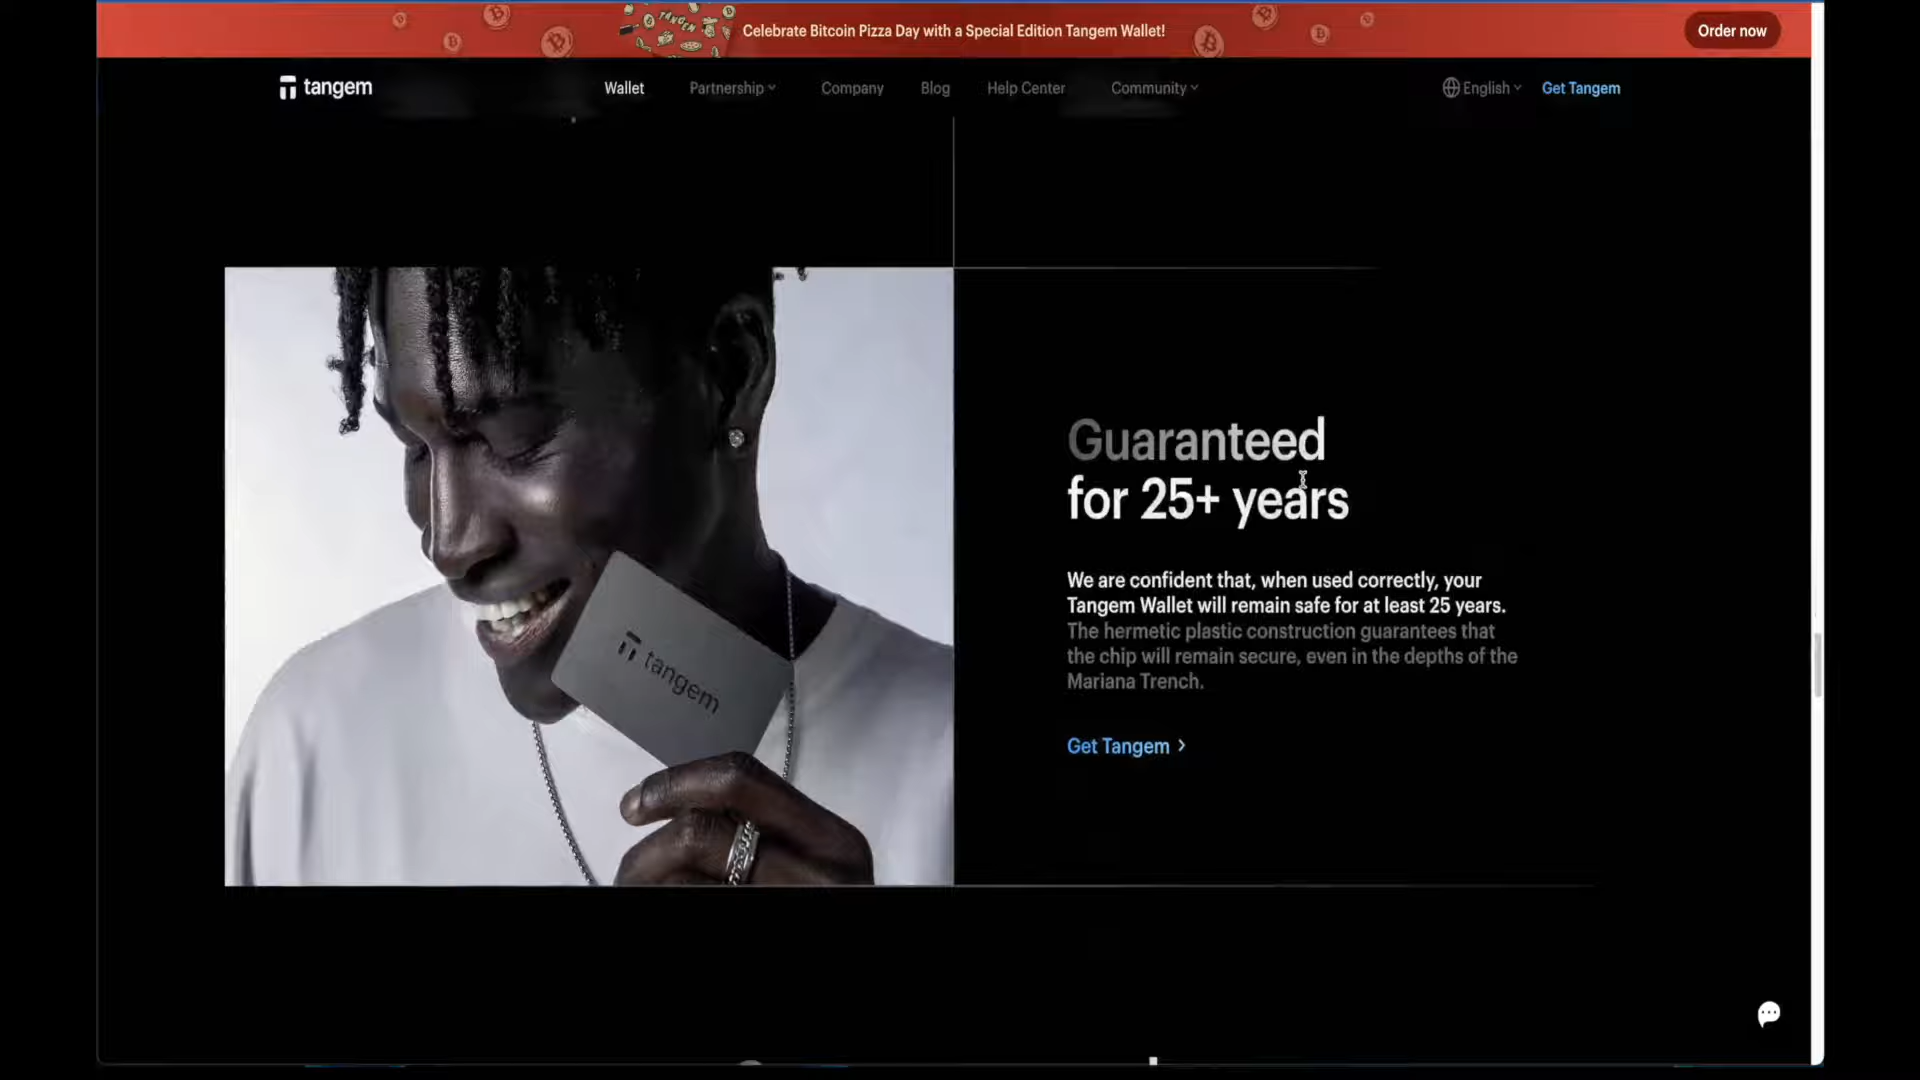 TANGEM
Celebrate Bitcoin Pizza Day with a Special Edition Tangem Wallet!
Order now
tangem
Wallet
Partnership
Company
Blog
Help Center
Community
English
Get Tangem
Guaranteed
for 25+ years
We are confident that, when used correctly, your
Tangem Wallet will remain safe for at least 25 years.
The hermetic plastic construction guarantees that
the chip will remain secure, even in the depths of the
Mariana Trench.
Get Tangem
tangem